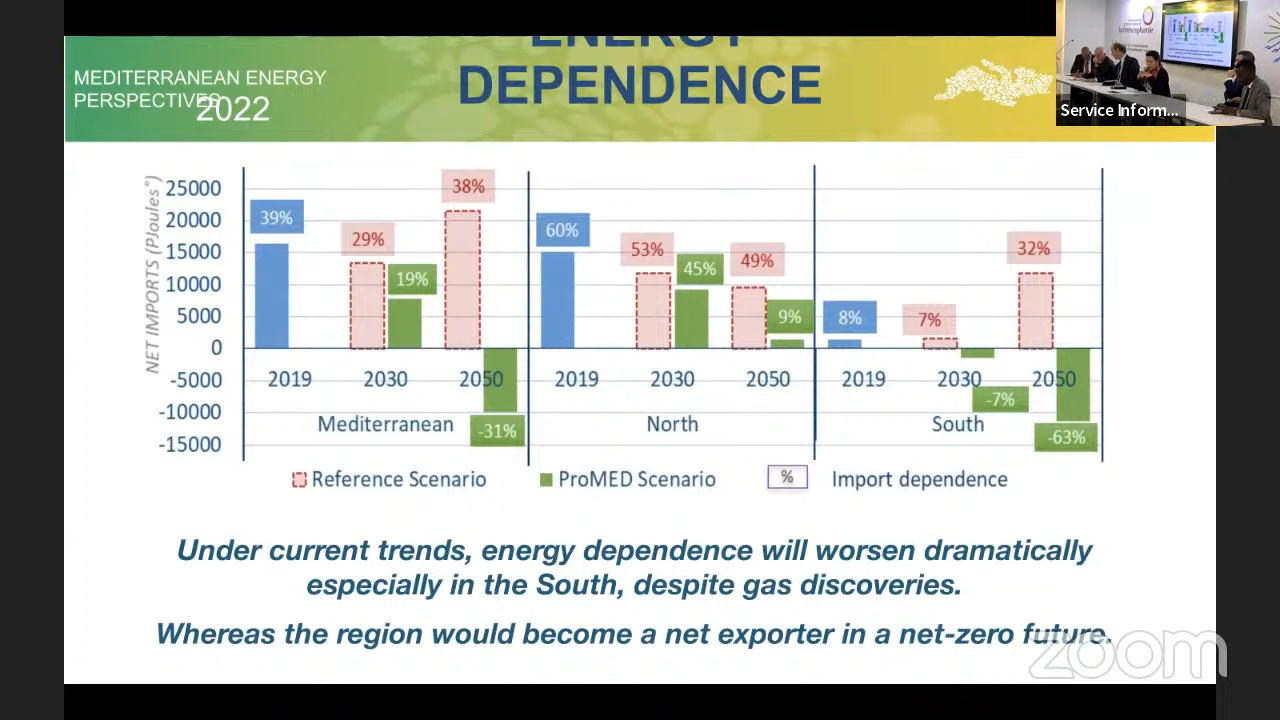 ENERGY
DEPENDENCE
MEDITERRANEAN ENERGY
PERSPECTIVES
2022
Service Inform...
NET IMPORTS (PJoules°)
25000
20000
15000
10000
5000
0
-5000
-10000
-15000
39%
29%
19%
38%
-31%
60%
53%
45%
49%
9%
8%
7%
-7%
32%
-63%
2019 2030 2050 2019 2030 2050 2019 2030 2050
Mediterranean North South
Reference Scenario ProMED Scenario % Import dependence
Under current trends, energy dependence will worsen dramatically
especially in the South, despite gas discoveries.
Whereas the region would become a net exporter in a net-zero future.
zoom